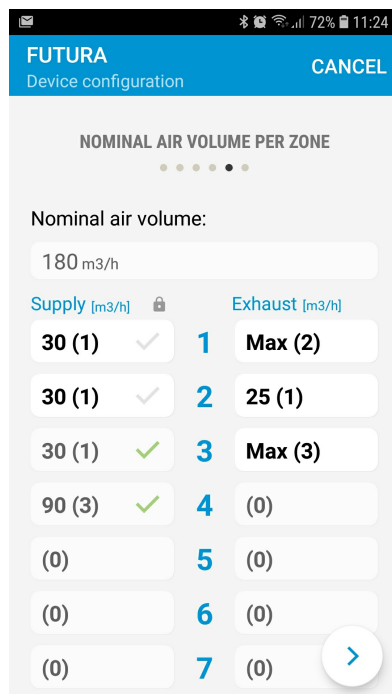 72% 11:24
FUTURA
Device configuration
CANCEL
NOMINAL AIR VOLUME PER ZONE
Nominal air volume:
180 m3/h
Supply [m3/h] Exhaust [m3/h]
30 (1) 1 Max (2)
30 (1) 2 25 (1)
30 (1) 3 Max (3)
90 (3) 4 (0)
(0) 5 (0)
(0) 6 (0)
(0) 7 (0)